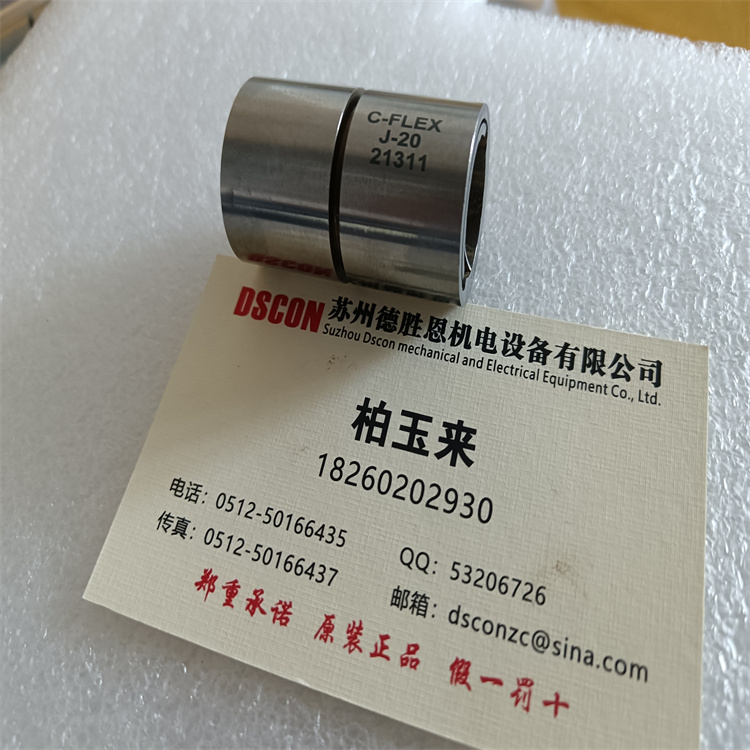 C-FLEX
J-20
21311
DSCON 苏州德胜恩机电设备有限公司
Suzhou Dscon mechanical and Electrical Equipment Co., Ltd.
柏玉来
18260202930
电话：0512-50166435
传真：0512-50166437
QQ：53206726
邮箱：dsconzc@sina.com
郑重承诺 原装正品 假一罚十